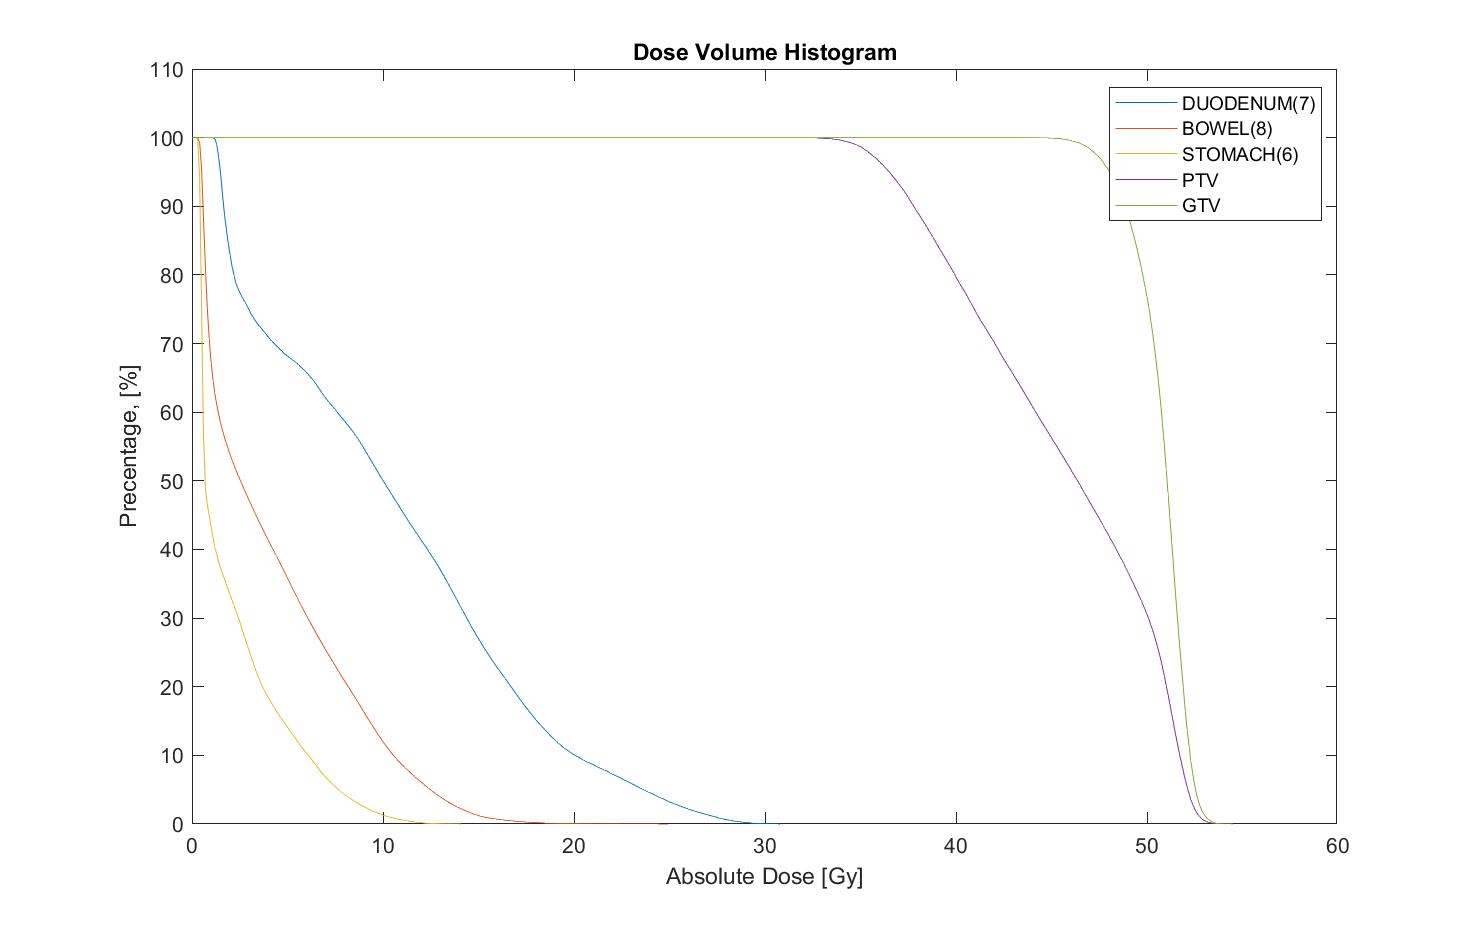 Dose Volume Histogram
110
100
90
80
70
60
50
40
30
20
10
0
Precentage, [%]
DUODENUM(7)
BOWEL(8)
STOMACH(6)
PTV
GTV
0 10 20 30 40 50 60
Absolute Dose [Gy]